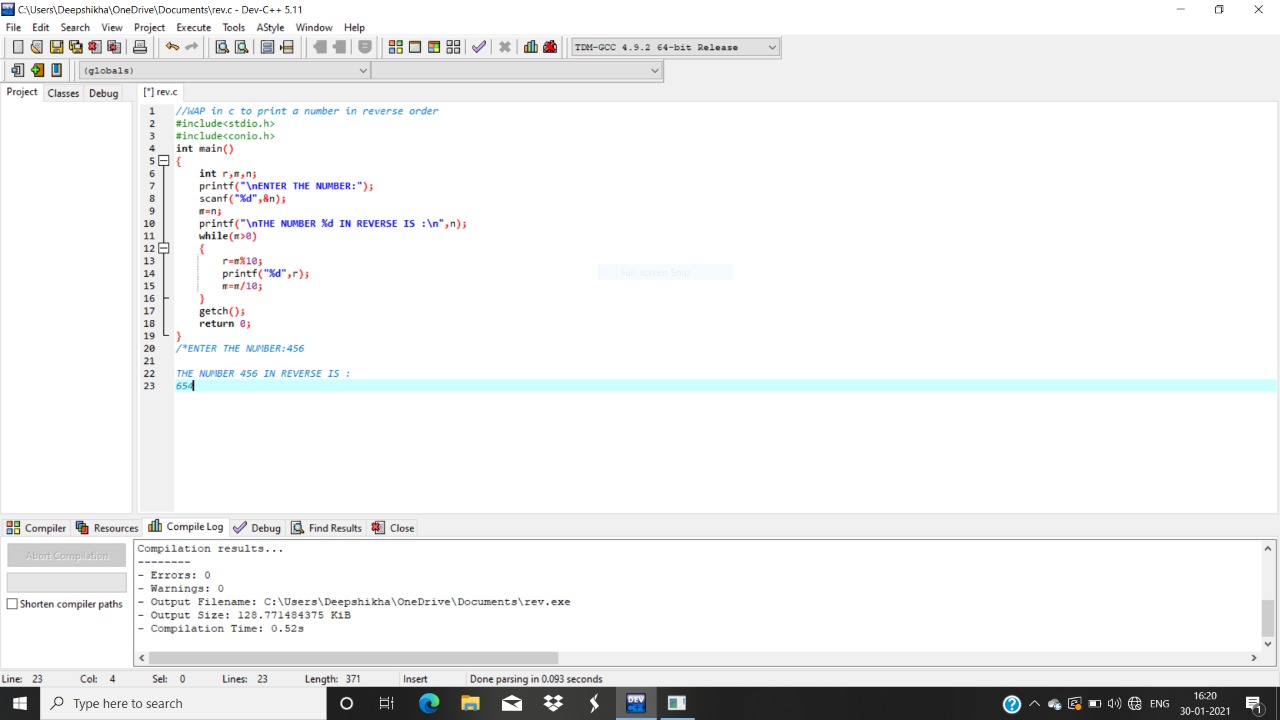 C:\Users\Deepshikha\OneDrive\Documents\rev.c - Dev-C++ 5.11
File Edit Search View Project Execute Tools AStyle Window Help
TDM-GCC 4.9.2 64-bit Release
(globals)
Project Classes Debug [*] rev.c
1 //WAP in c to print a number in reverse order
2 #include<stdio.h>
3 #include<conio.h>
4 int main()
5 {
6 int r,m,n;
7 printf("\nENTER THE NUMBER:");
8 scanf("%d",&n);
9 m=n;
10 printf("\nTHE NUMBER %d IN REVERSE IS :\n",n);
11 while(m>0)
12 {
13 r=m%10;
14 printf("%d",r);
15 m=m/10;
16 }
17 getch();
18 return 0;
19 }
20 /*ENTER THE NUMBER:456
21
22 THE NUMBER 456 IN REVERSE IS :
23 654
Full-screen Snip
Compiler Resources Compile Log Debug Find Results Close
Abort Compilation
Shorten compiler paths
Compilation results...
--------
- Errors: 0
- Warnings: 0
- Output Filename: C:\Users\Deepshikha\OneDrive\Documents\rev.exe
- Output Size: 128.771484375 KiB
- Compilation Time: 0.52s
Line: 23 Col: 4 Sel: 0 Lines: 23 Length: 371 Insert Done parsing in 0.093 seconds
Type here to search
DEV
ENG
16:20
30-01-2021
1